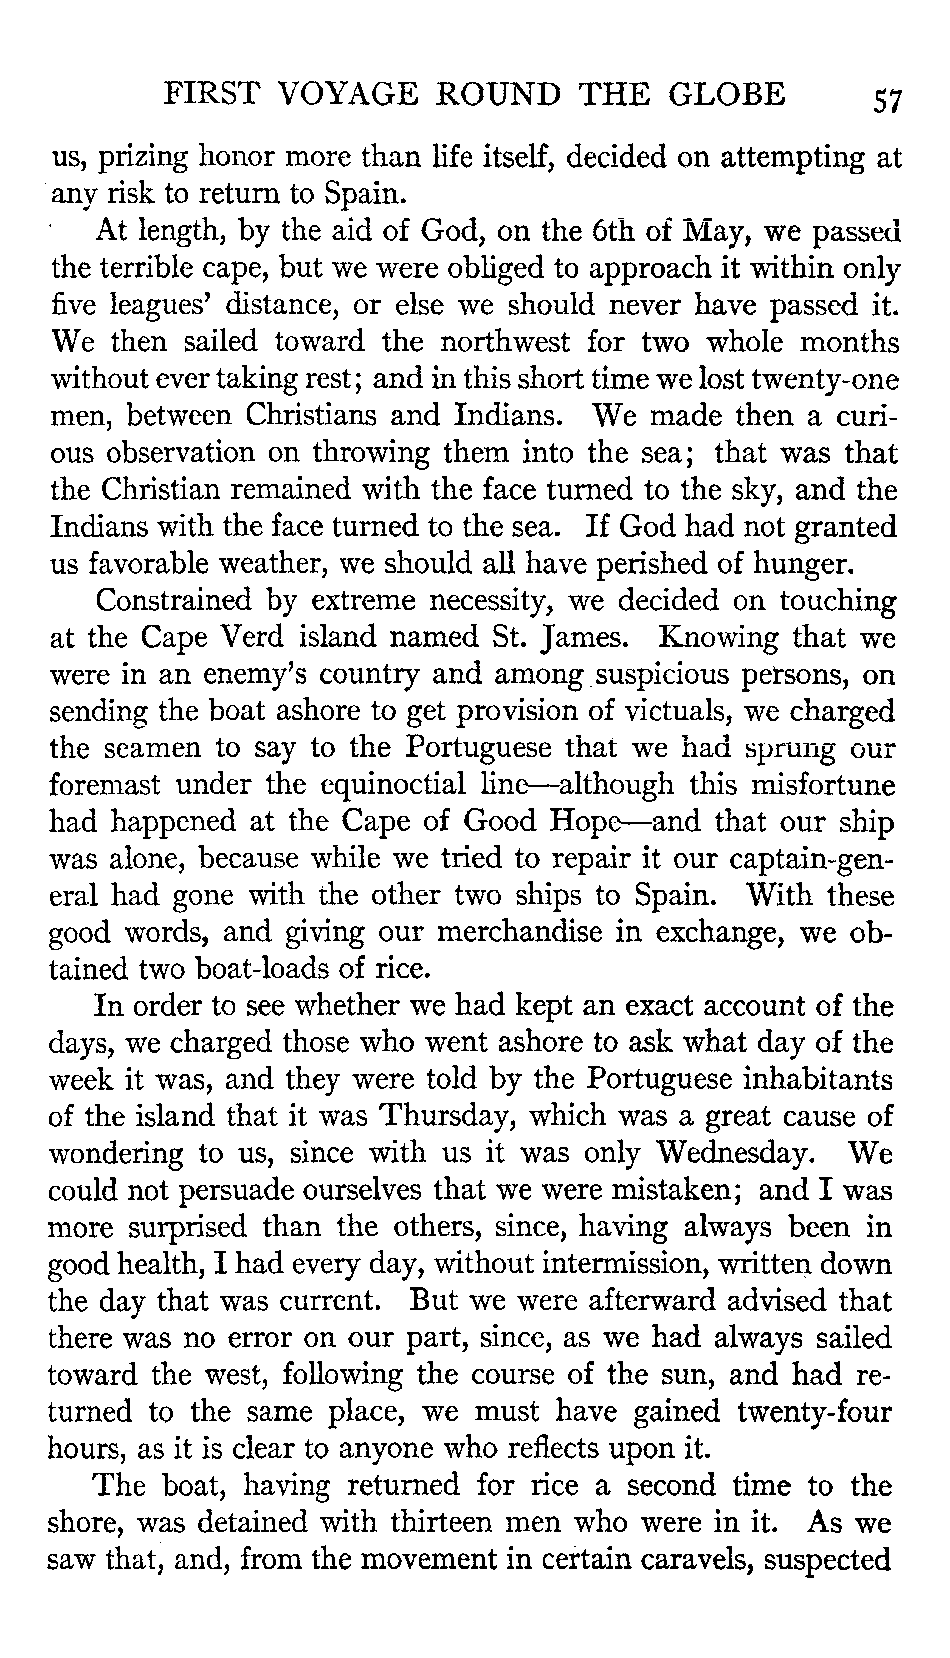 FIRST VOYAGE ROUND THE GLOBE 57
us, prizing honor more than life itself, decided on attempting at
any risk to return to Spain.
At length, by the aid of God, on the 6th of May, we passed
the terrible cape, but we were obliged to approach it within only
five leagues’ distance, or else we should never have passed it.
We then sailed toward the northwest for two whole months
without ever taking rest; and in this short time we lost twenty-one
men, between Christians and Indians. We made then a curi-
ous observation on throwing them into the sea; that was that
the Christian remained with the face turned to the sky, and the
Indians with the face turned to the sea. If God had not granted
us favorable weather, we should all have perished of hunger.
Constrained by extreme necessity, we decided on touching
at the Cape Verd island named St. James. Knowing that we
were in an enemy’s country and among suspicious persons, on
sending the boat ashore to get provision of victuals, we charged
the seamen to say to the Portuguese that we had sprung our
foremast under the equinoctial line—although this misfortune
had happened at the Cape of Good Hope—and that our ship
was alone, because while we tried to repair it our captain-gen-
eral had gone with the other two ships to Spain. With these
good words, and giving our merchandise in exchange, we ob-
tained two boat-loads of rice.
In order to see whether we had kept an exact account of the
days, we charged those who went ashore to ask what day of the
week it was, and they were told by the Portuguese inhabitants
of the island that it was Thursday, which was a great cause of
wondering to us, since with us it was only Wednesday. We
could not persuade ourselves that we were mistaken; and I was
more surprised than the others, since, having always been in
good health, I had every day, without intermission, written down
the day that was current. But we were afterward advised that
there was no error on our part, since, as we had always sailed
toward the west, following the course of the sun, and had re-
turned to the same place, we must have gained twenty-four
hours, as it is clear to anyone who reflects upon it.
The boat, having returned for rice a second time to the
shore, was detained with thirteen men who were in it. As we
saw that, and, from the movement in certain caravels, suspected